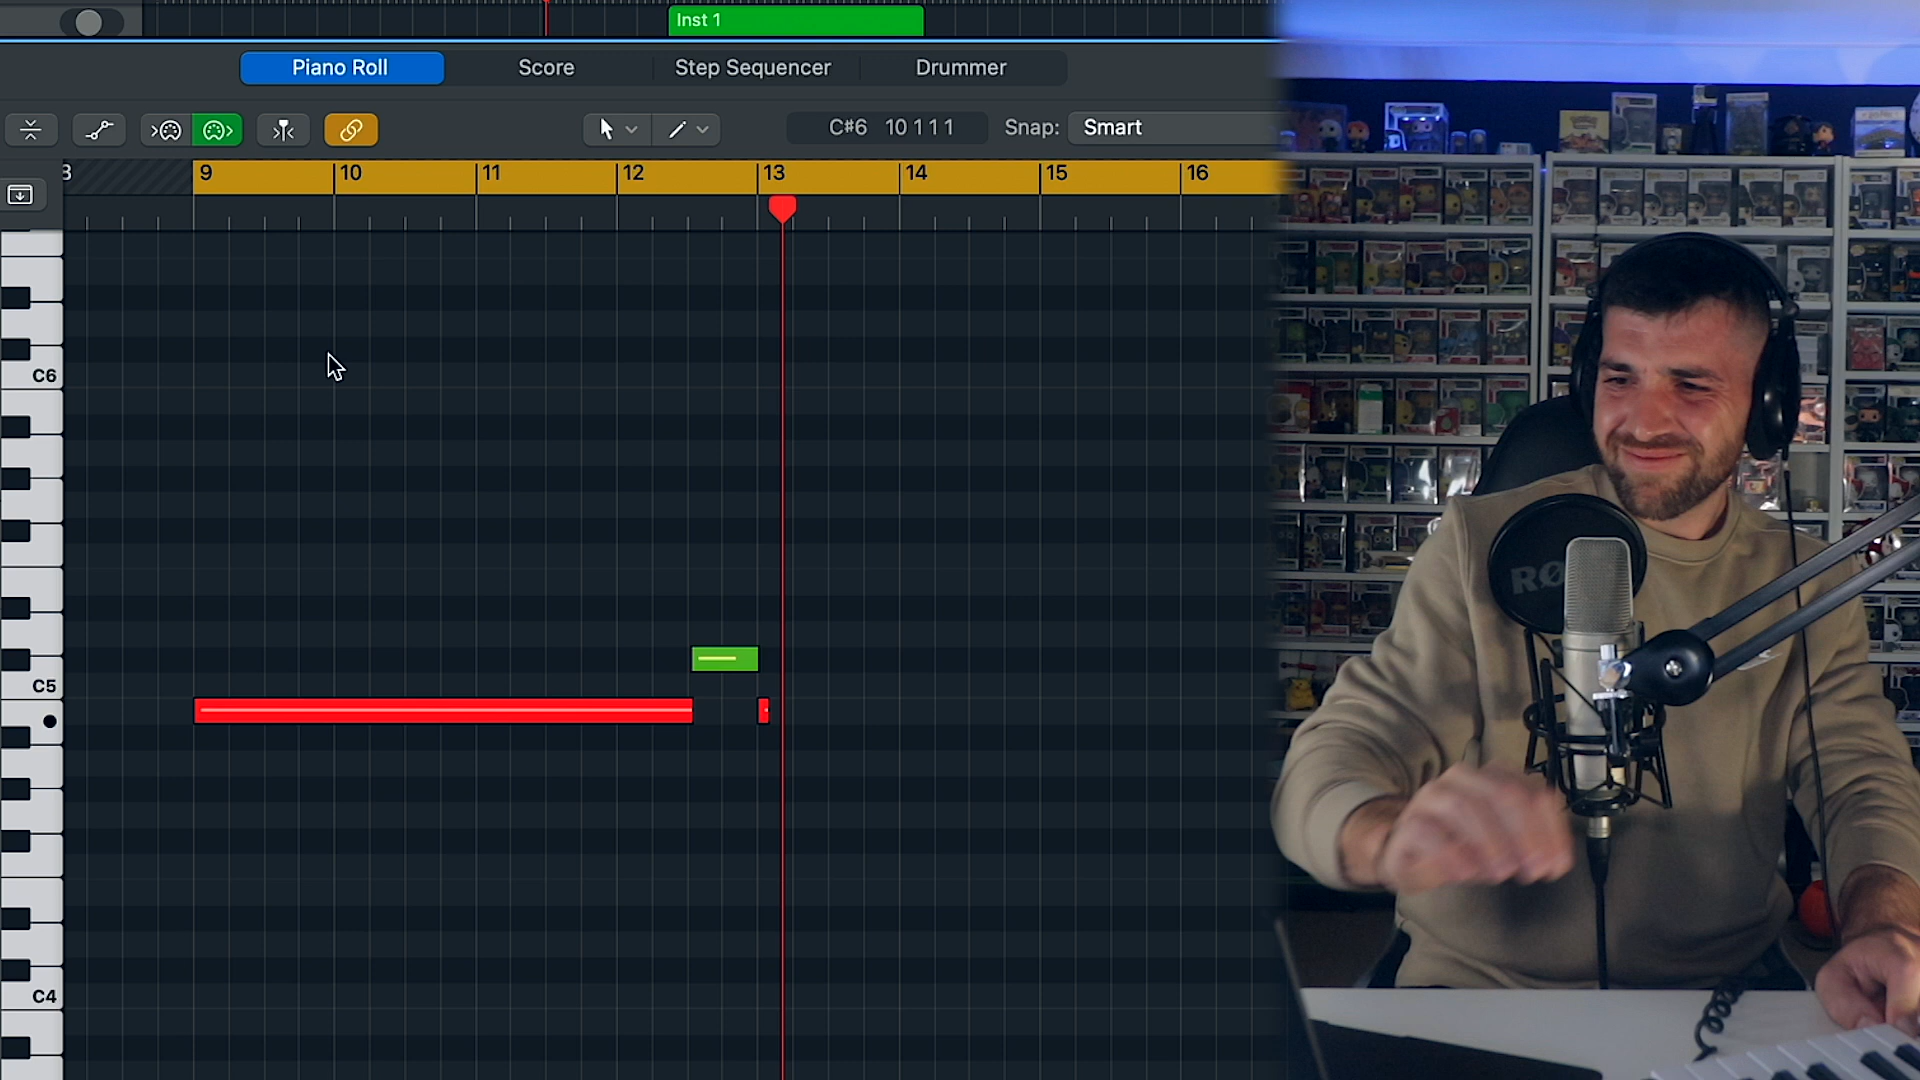 Inst 1
Piano Roll
Score
Step Sequencer
Drummer
C#6 10 1 1 1
Snap: Smart
8 9 10 11 12 13 14 15 16
C6
C5
C4
RØ